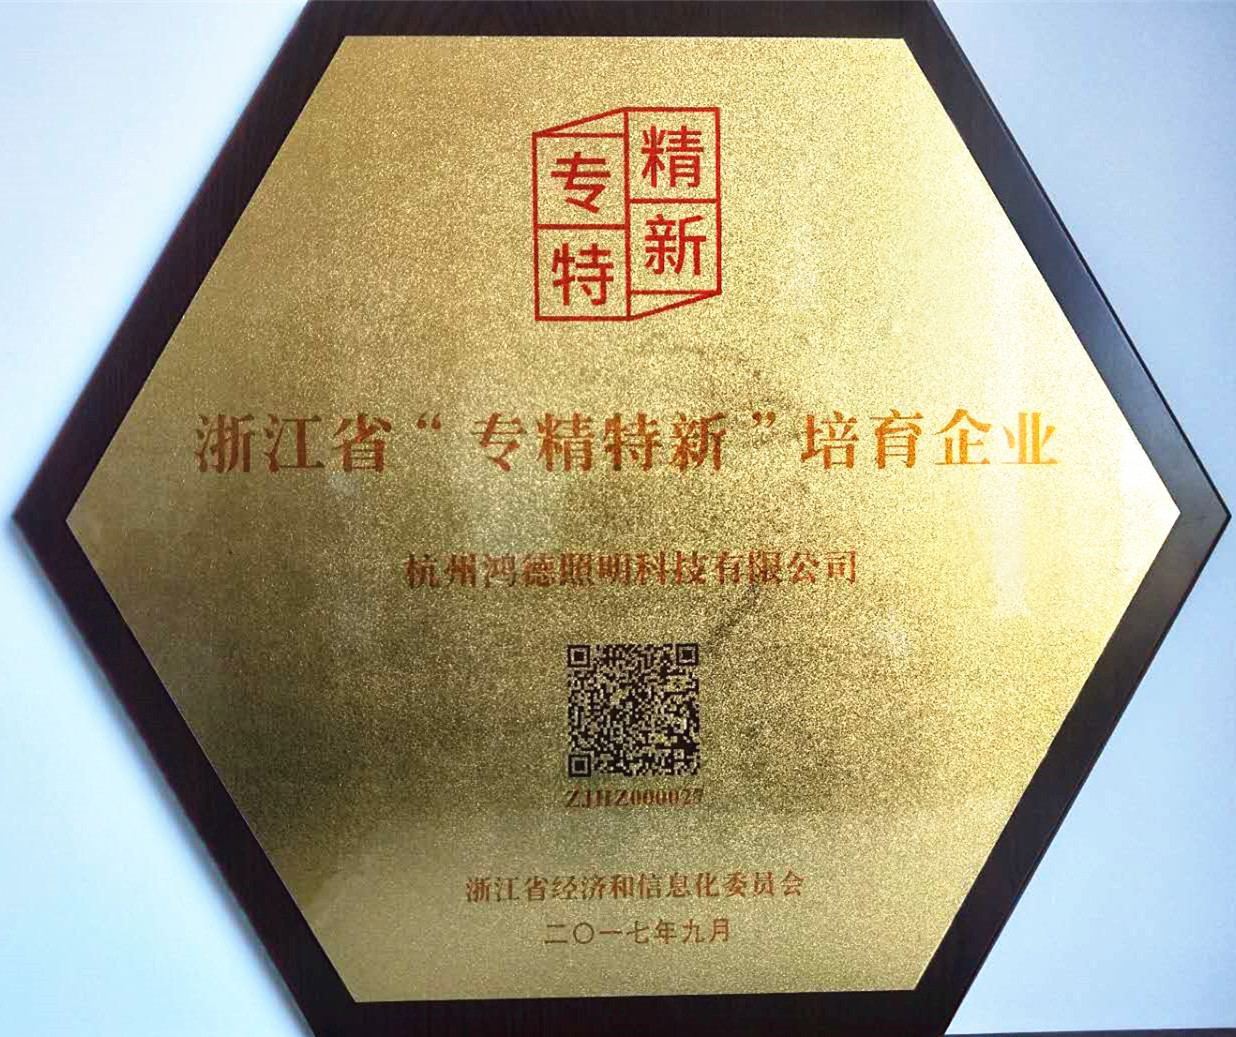 专精
特新
浙江省“专精特新”培育企业
杭州鸿德照明科技有限公司
ZJHZ000027
浙江省经济和信息化委员会
二〇一七年九月